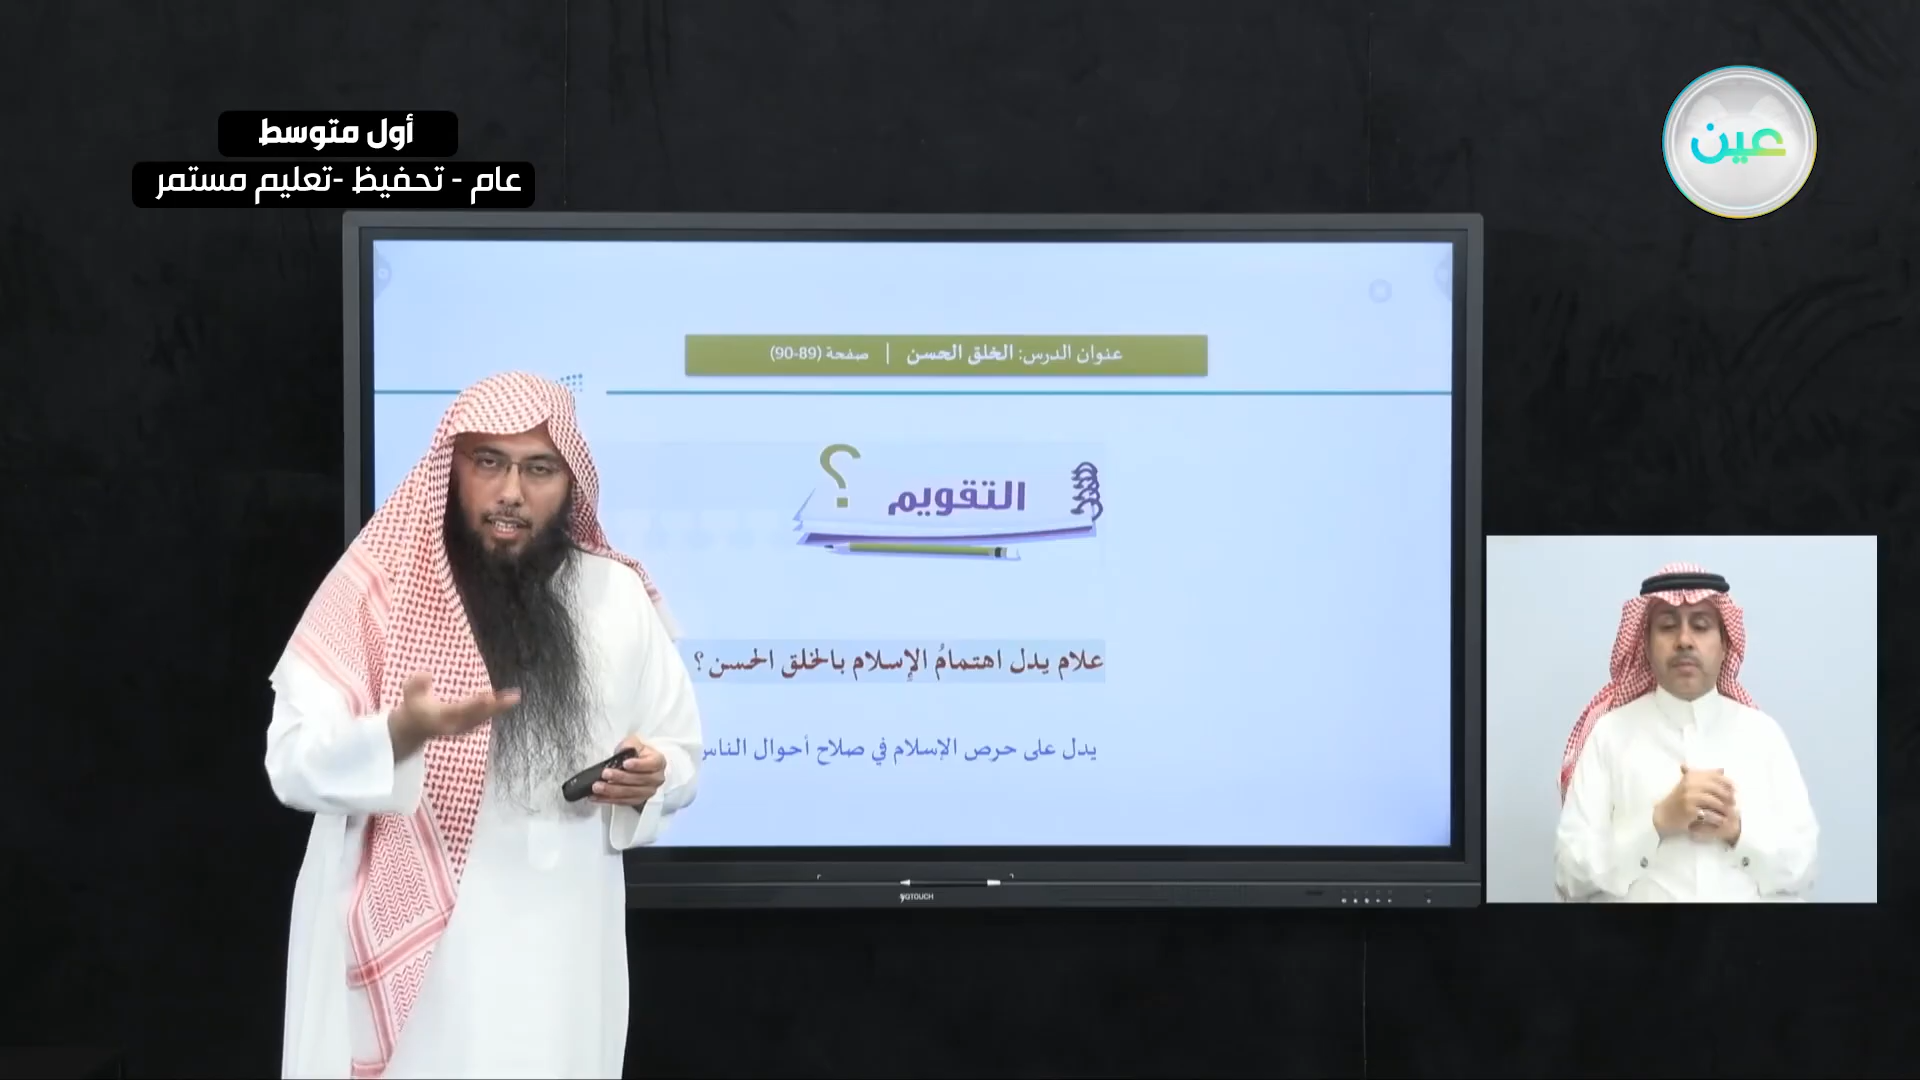 أول متوسط
عام - تحفيظ -تعليم مستمر
عين
عنوان الدرس: الخلق الحسن | صفحة (89-90)
التقويم ؟
علام يدل اهتمامُ الإسلام بالخلق الحسن ؟
يدل على حرص الإسلام في صلاح أحوال الناس